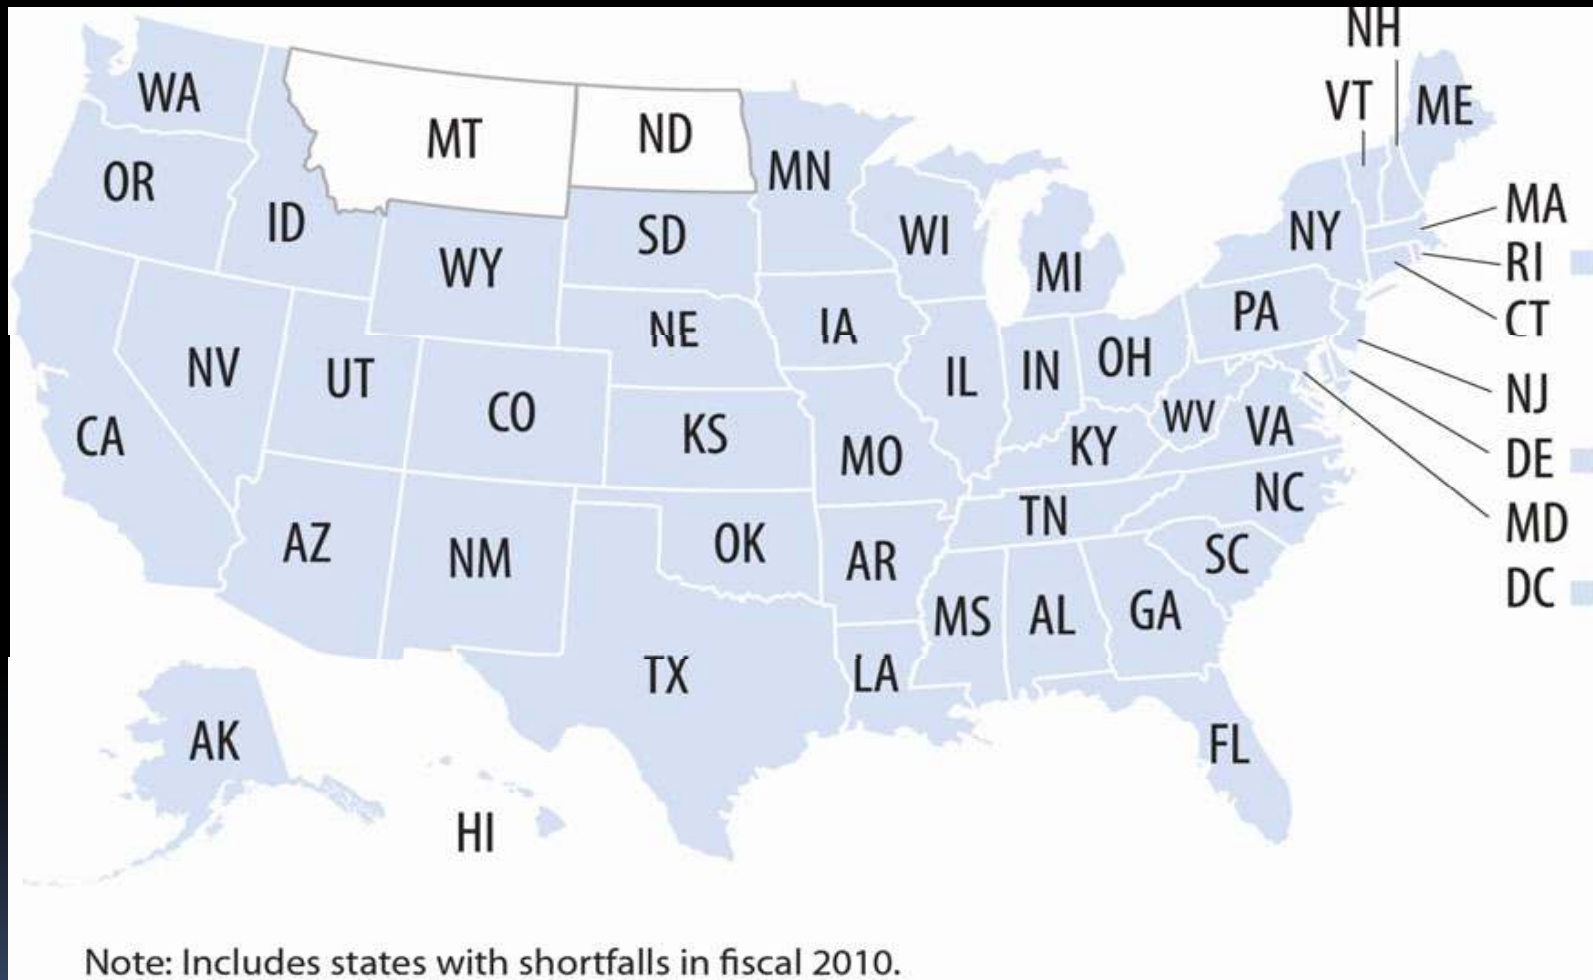 NH
VT
ME
WA
MT
ND
MN
OR
ID
SD
WI
NY
MA
WY
MI
RI
NE
IA
PA
CT
NV
UT
IL
IN
OH
NJ
CO
CA
KS
MO
KY
WV
VA
DE
AZ
NM
OK
AR
TN
NC
MD
SC
MS
AL
GA
DC
TX
LA
AK
FL
HI
Note: Includes states with shortfalls in fiscal 2010.